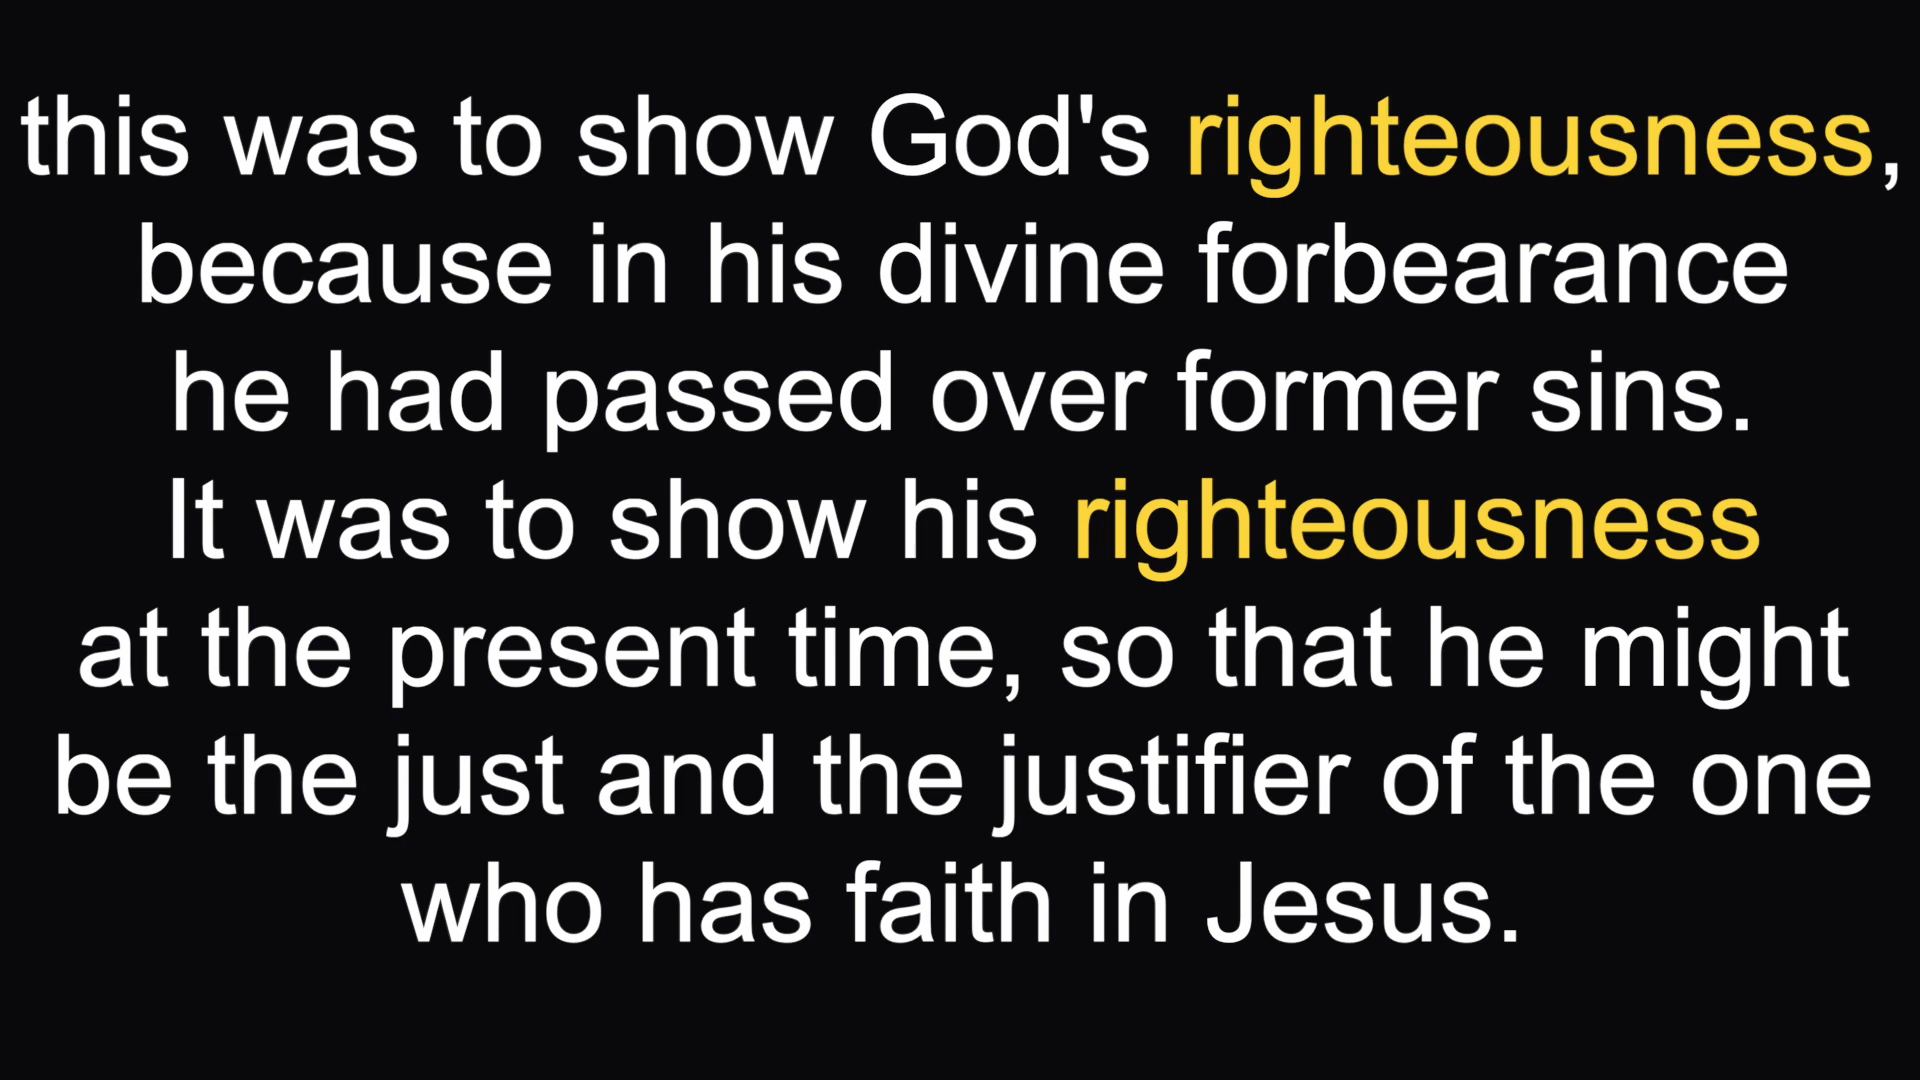 this was to show God's righteousness,
because in his divine forbearance
he had passed over former sins.
It was to show his righteousness
at the present time, so that he might
be the just and the justifier of the one
who has faith in Jesus.